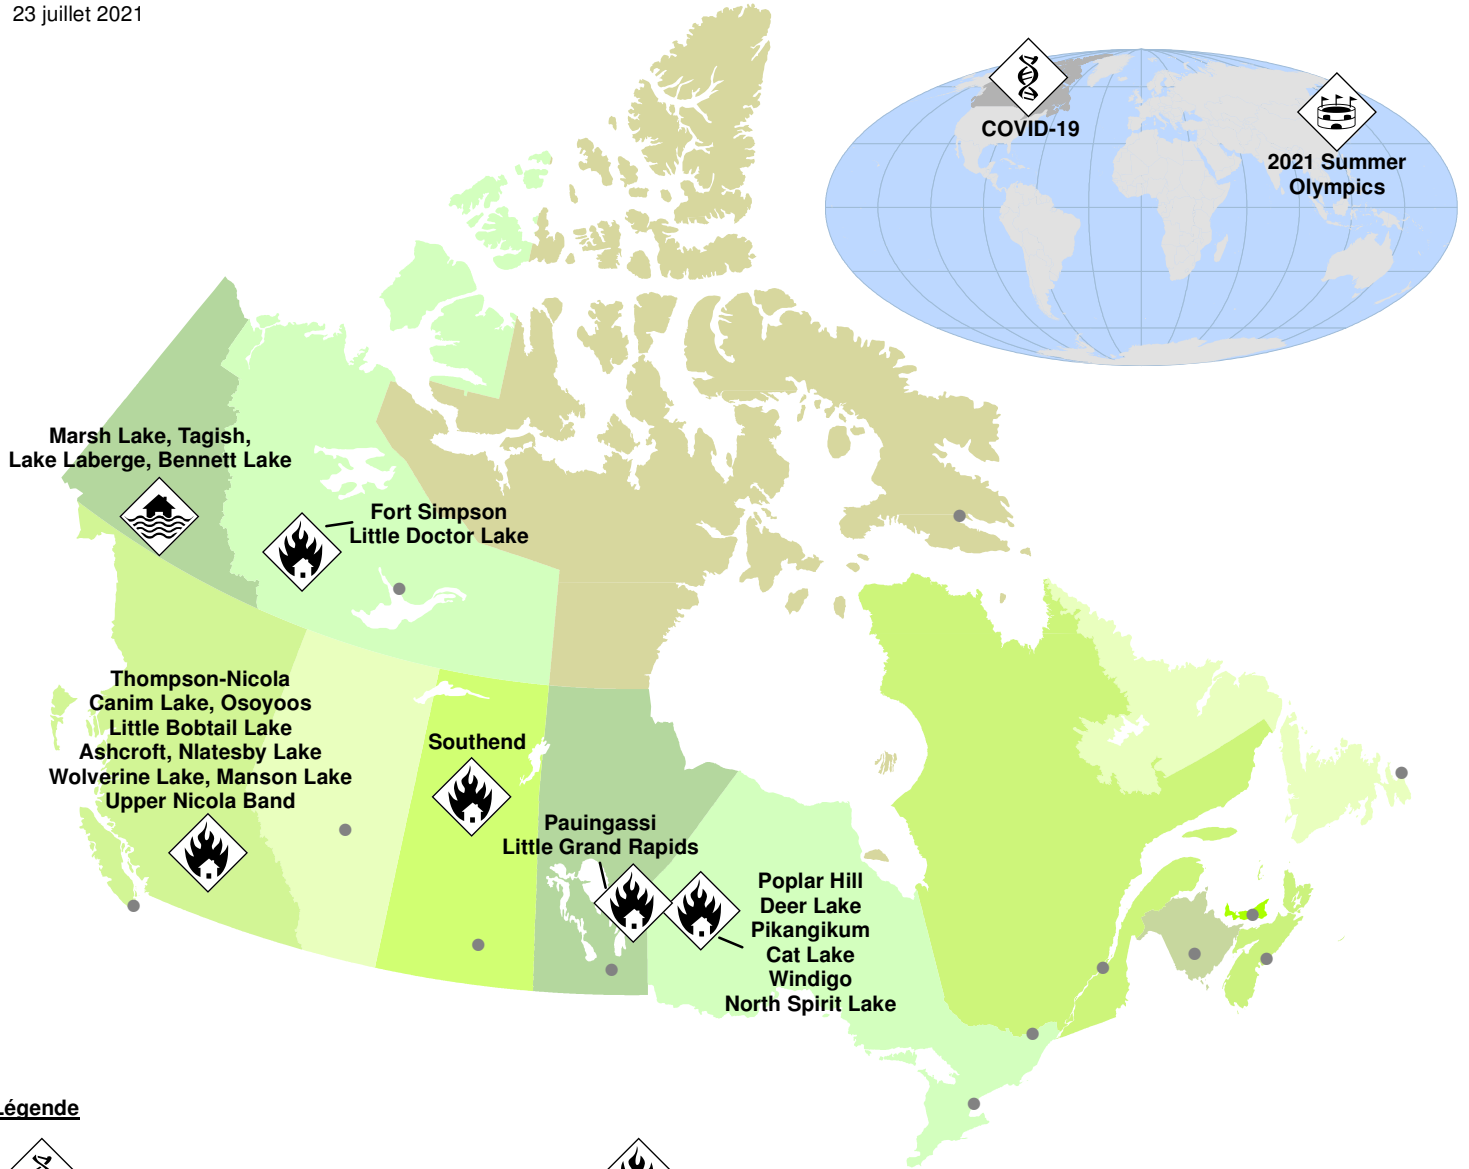 23 juillet 2021
COVID-19
2021 Summer
Olympics
Marsh Lake, Tagish,
Lake Laberge, Bennett Lake
Fort Simpson
Little Doctor Lake
Thompson-Nicola
Canim Lake, Osoyoos
Little Bobtail Lake
Ashcroft, Nlatesby Lake
Wolverine Lake, Manson Lake
Upper Nicola Band
Southend
Pauingassi
Little Grand Rapids
Poplar Hill
Deer Lake
Pikangikum
Cat Lake
Windigo
North Spirit Lake
Légende